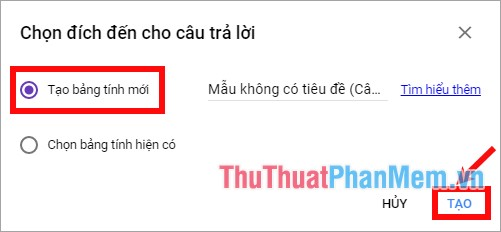 Chọn đích đến cho câu trả lời
Tạo bảng tính mới Mẫu không có tiêu đề (Câ... Tìm hiểu thêm
Chọn bảng tính hiện có
ThuThuatPhanMem.vn
HỦY TẠO